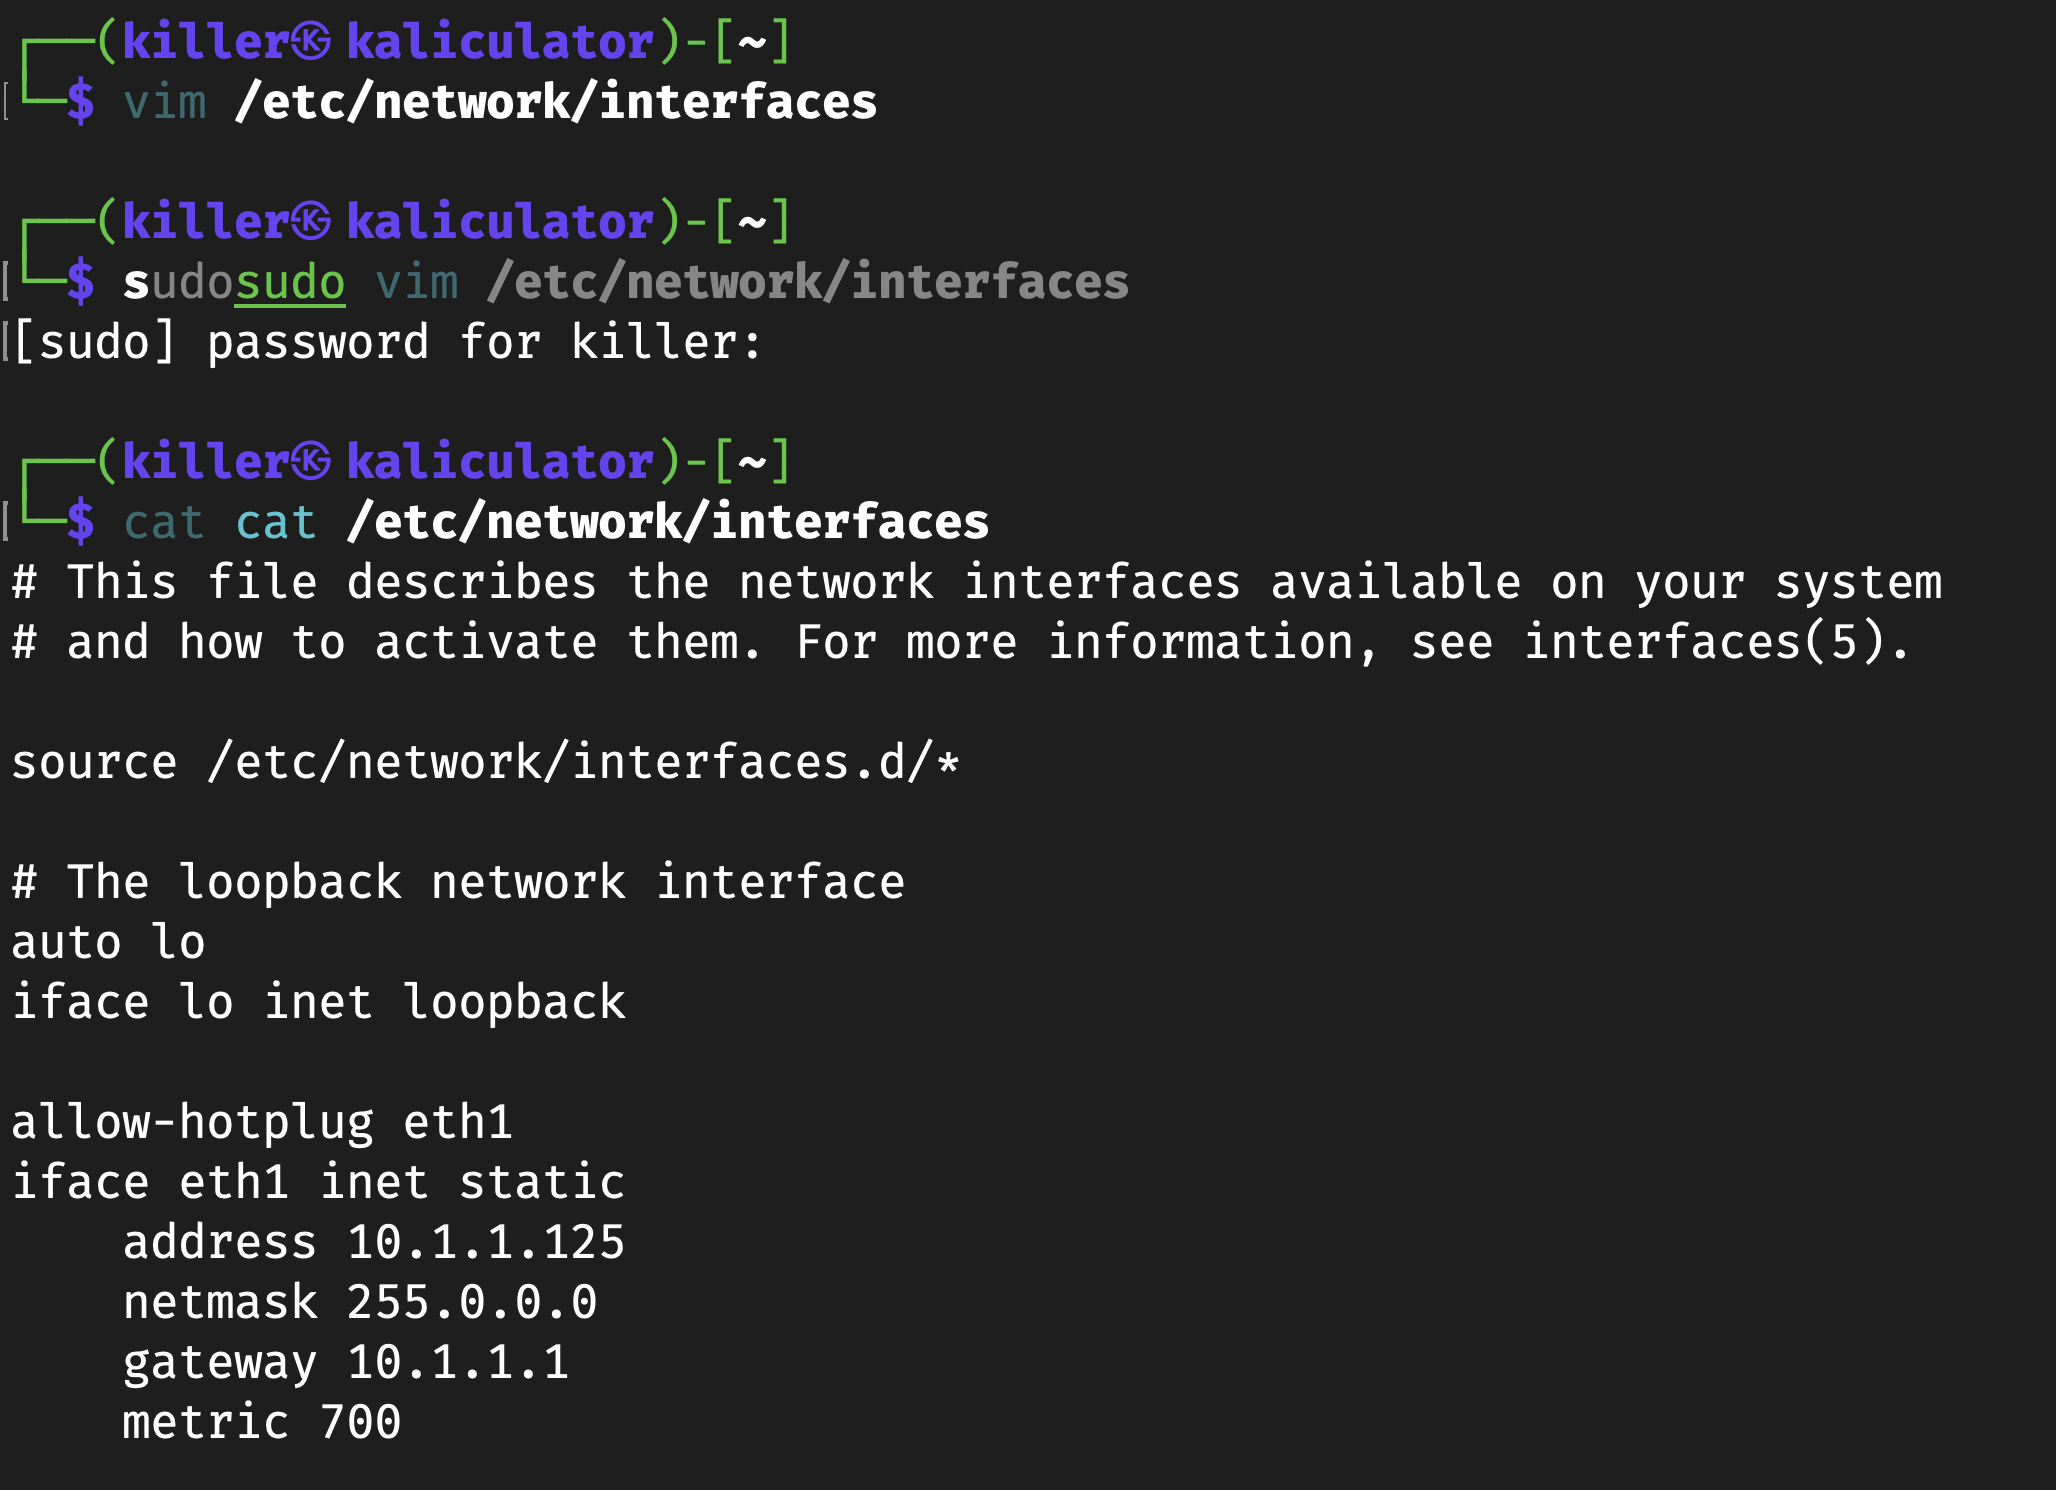 ┌──(killer㉿kaliculator)-[~]
└─$ vim /etc/network/interfaces
┌──(killer㉿kaliculator)-[~]
└─$ sudosudo vim /etc/network/interfaces
[sudo] password for killer:
┌──(killer㉿kaliculator)-[~]
└─$ cat cat /etc/network/interfaces
# This file describes the network interfaces available on your system
# and how to activate them. For more information, see interfaces(5).
source /etc/network/interfaces.d/*
# The loopback network interface
auto lo
iface lo inet loopback
allow-hotplug eth1
iface eth1 inet static
    address 10.1.1.125
    netmask 255.0.0.0
    gateway 10.1.1.1
    metric 700